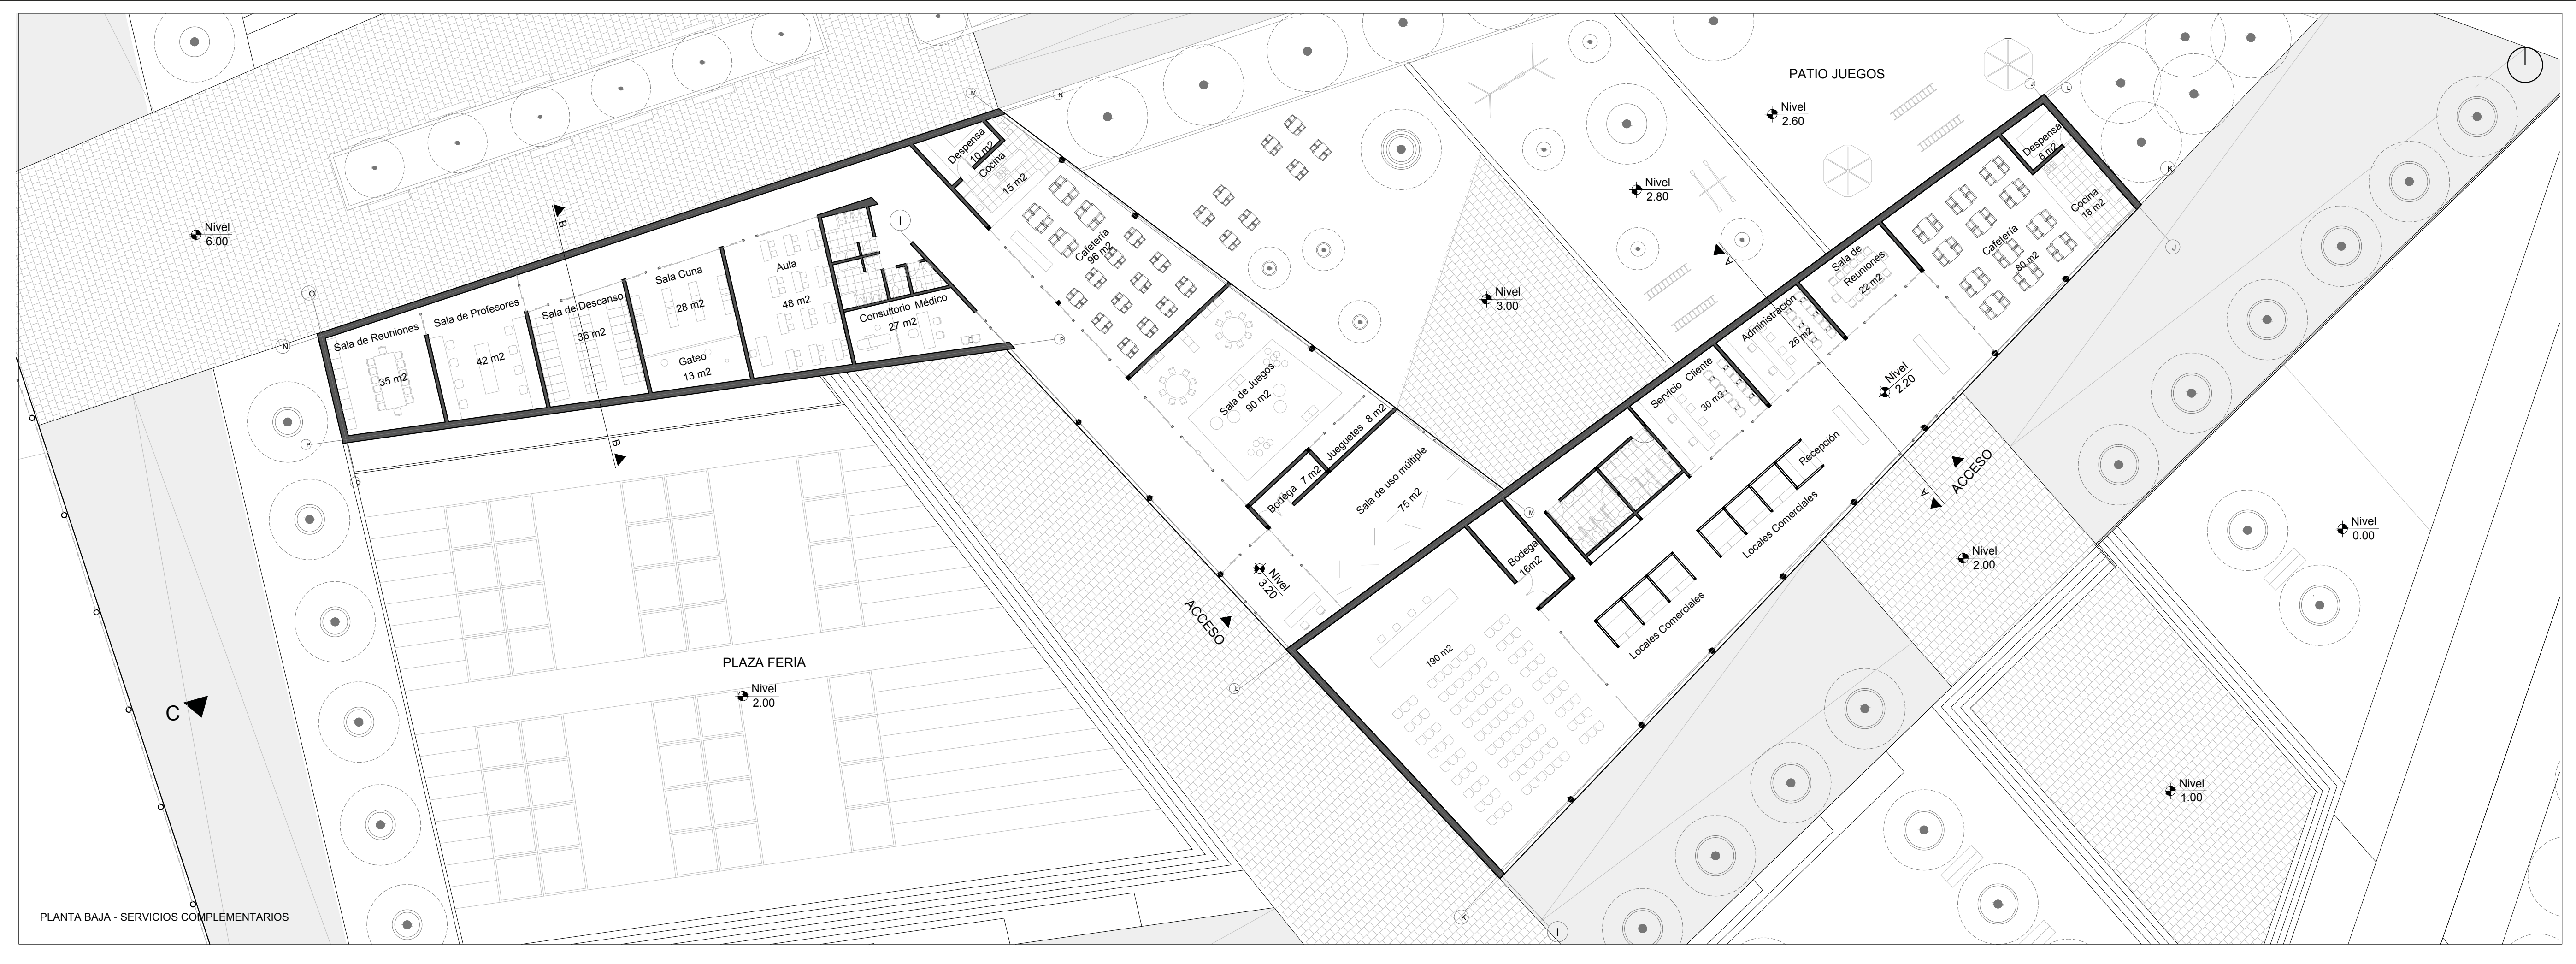 PATIO JUEGOS
Nivel
2.60
Nivel
2.80
Nivel
6.00
Nivel
3.00
M
N
J
L
K
J
O
N
P
O
P
I
B
B
A
A
M
L
K
I
Despensa
10 m2
Cocina
15 m2
Cafetería
96 m2
Sala de Reuniones
35 m2
Sala de Profesores
42 m2
Sala de Descanso
36 m2
Sala Cuna
28 m2
Gateo
13 m2
Aula
48 m2
Consultorio Médico
27 m2
Sala de Juegos
90 m2
Bodega 7 m2
Jueguetes 8 m2
Sala de uso múltiple
75 m2
Nivel
3.20
ACCESO
Despensa
8 m2
Cocina
18 m2
Cafetería
80 m2
Sala de
Reuniones
22 m2
Administración
26 m2
Servicio Cliente
30 m2
Nivel
2.20
Recepción
Locales Comerciales
Locales Comerciales
Bodega
16m2
190 m2
ACCESO
Nivel
2.00
Nivel
0.00
Nivel
1.00
PLAZA FERIA
Nivel
2.00
C
PLANTA BAJA - SERVICIOS COMPLEMENTARIOS